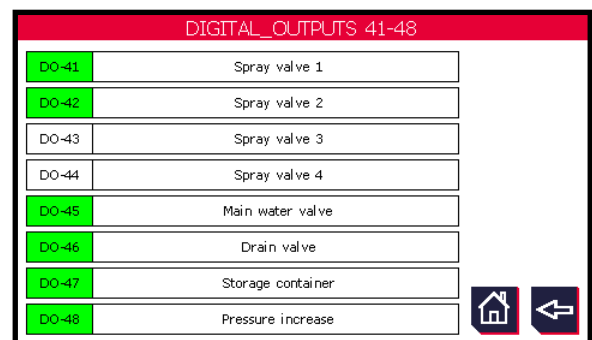 DIGITAL_OUTPUTS 41-48
DO-41 Spray valve 1
DO-42 Spray valve 2
DO-43 Spray valve 3
DO-44 Spray valve 4
DO-45 Main water valve
DO-46 Drain valve
DO-47 Storage container
DO-48 Pressure increase